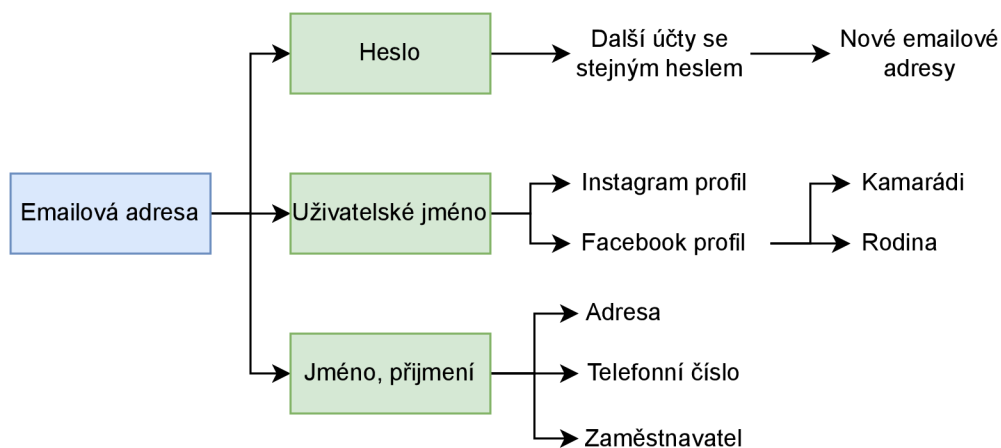 Heslo
Další účty se
stejným heslem
Nové emailové
adresy
Emailová adresa
Uživatelské jméno
Instagram profil
Facebook profil
Kamarádi
Rodina
Jméno, přijmení
Adresa
Telefonní číslo
Zaměstnavatel